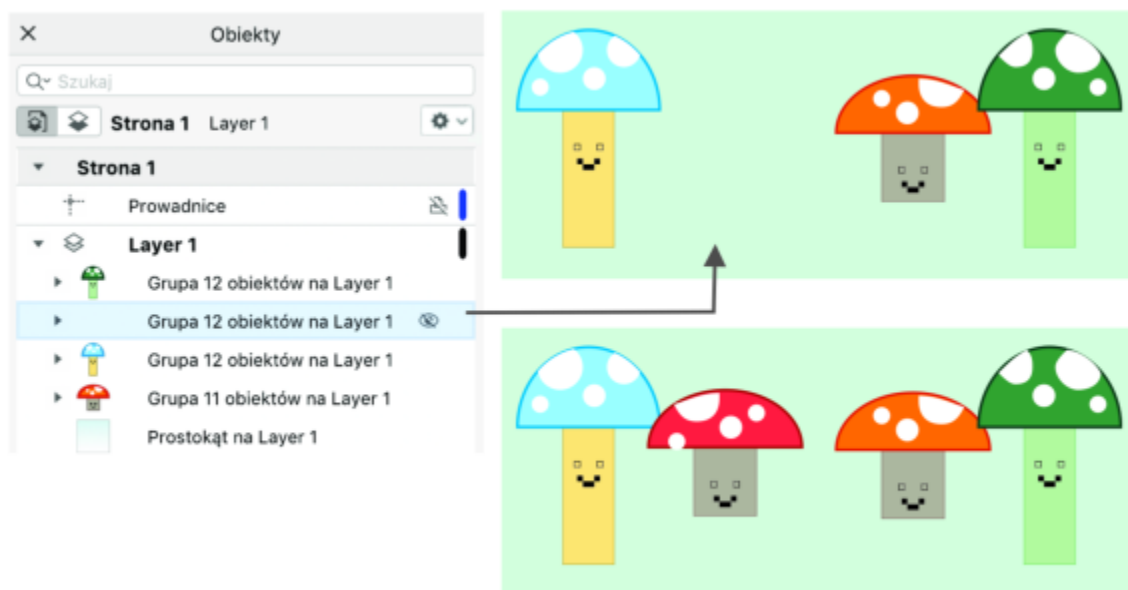 Obiekty
Szukaj
Strona 1 Layer 1
Strona 1
Prowadnice
Layer 1
Grupa 12 obiektów na Layer 1
Grupa 12 obiektów na Layer 1
Grupa 12 obiektów na Layer 1
Grupa 11 obiektów na Layer 1
Prostokąt na Layer 1